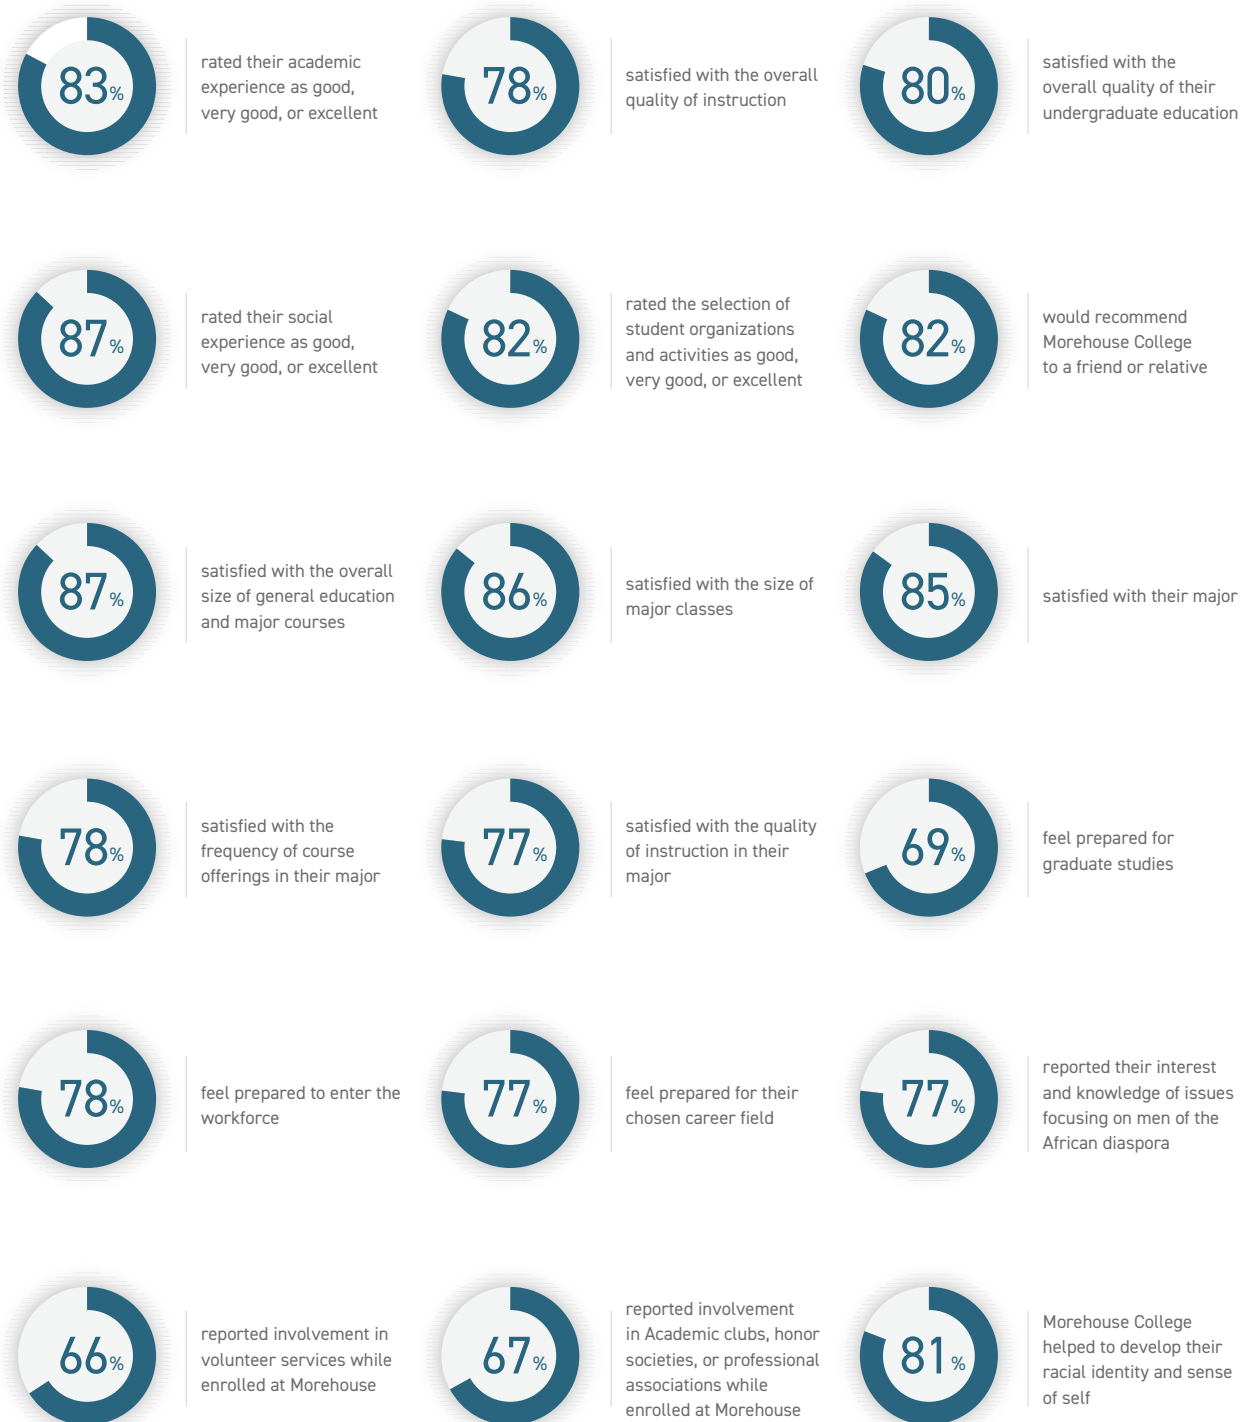 83%
rated their academic
experience as good,
very good, or excellent
78%
satisfied with the overall
quality of instruction
80%
satisfied with the
overall quality of their
undergraduate education
87%
rated their social
experience as good,
very good, or excellent
82%
rated the selection of
student organizations
and activities as good,
very good, or excellent
82%
would recommend
Morehouse College
to a friend or relative
87%
satisfied with the overall
size of general education
and major courses
86%
satisfied with the size of
major classes
85%
satisfied with their major
78%
satisfied with the
frequency of course
offerings in their major
77%
satisfied with the quality
of instruction in their
major
69%
feel prepared for
graduate studies
78%
feel prepared to enter the
workforce
77%
feel prepared for their
chosen career field
77%
reported their interest
and knowledge of issues
focusing on men of the
African diaspora
66%
reported involvement in
volunteer services while
enrolled at Morehouse
67%
reported involvement
in Academic clubs, honor
societies, or professional
associations while
enrolled at Morehouse
81%
Morehouse College
helped to develop their
racial identity and sense
of self